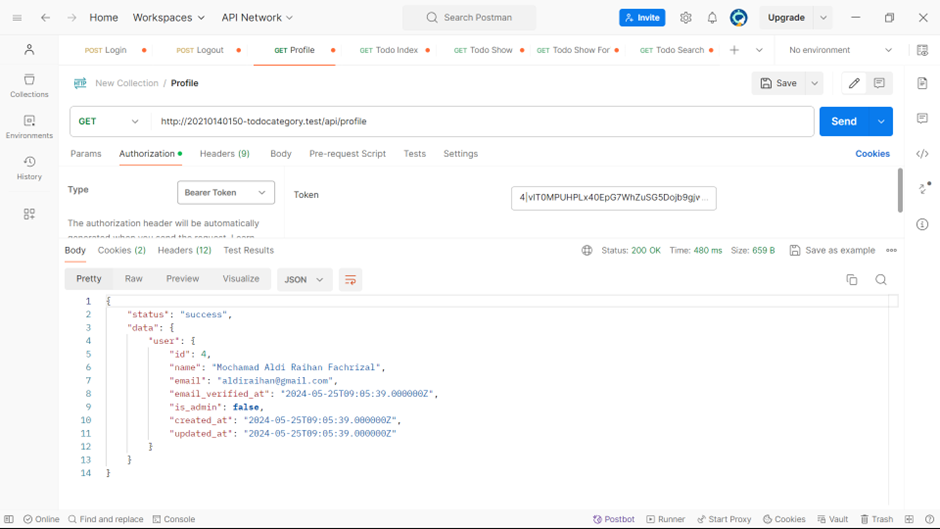 Home Workspaces API Network Search Postman Invite Upgrade
POST Login GET Profile POST Logout GET Todo Index GET Todo Show GET Todo Show For GET Todo Search No environment
New Collection / Profile Save
GET http://20210140150-todocategory.test/api/profile Send
Params Authorization Headers (9) Body Pre-request Script Tests Settings Cookies
Collections
Environments
History
Type Bearer Token Token 4|vIT0MPUHPLx40EpG7WhZuSG5Dojb9gjv...
The authorization header will be automatically
generated when you send the request. Learn
Body Cookies (2) Headers (12) Test Results Status: 200 OK Time: 480 ms Size: 659 B Save as example
Pretty Raw Preview Visualize JSON
1 {
2 "status": "success",
3 "data": {
4 "user": {
5 "id": 4,
6 "name": "Mochamad Aldi Raihan Fachrizal",
7 "email": "aldiraihan@gmail.com",
8 "email_verified_at": "2024-05-25T09:05:39.000000Z",
9 "is_admin": false,
10 "created_at": "2024-05-25T09:05:39.000000Z",
11 "updated_at": "2024-05-25T09:05:39.000000Z"
12 }
13 }
14 }
Online Find and replace Console Postbot Runner Start Proxy Cookies Vault Trash